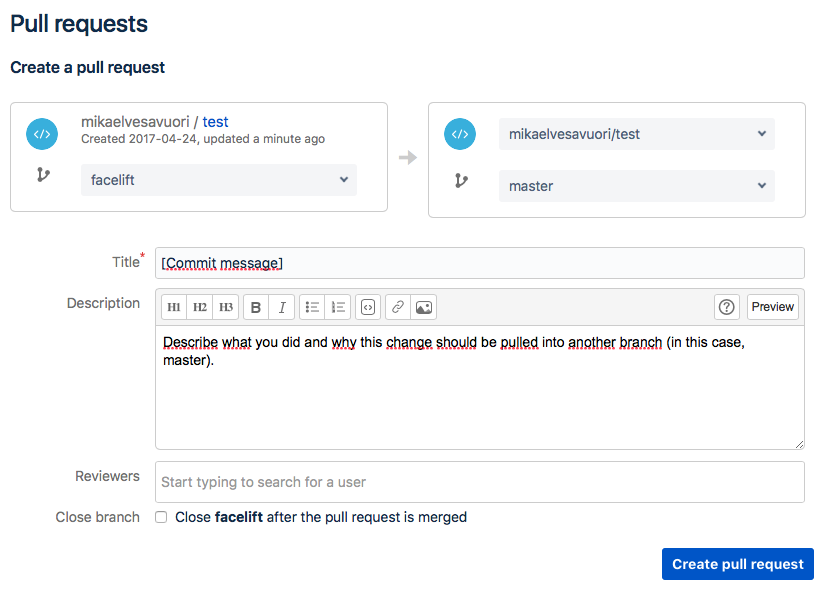 Pull requests
Create a pull request
mikaelvesavuori / test
Created 2017-04-24, updated a minute ago
facelift
mikaelvesavuori/test
master
Title*
[Commit message]
Description
H1 H2 H3 B I Preview
Describe what you did and why this change should be pulled into another branch (in this case,
master).
Reviewers
Start typing to search for a user
Close branch
Close facelift after the pull request is merged
Create pull request